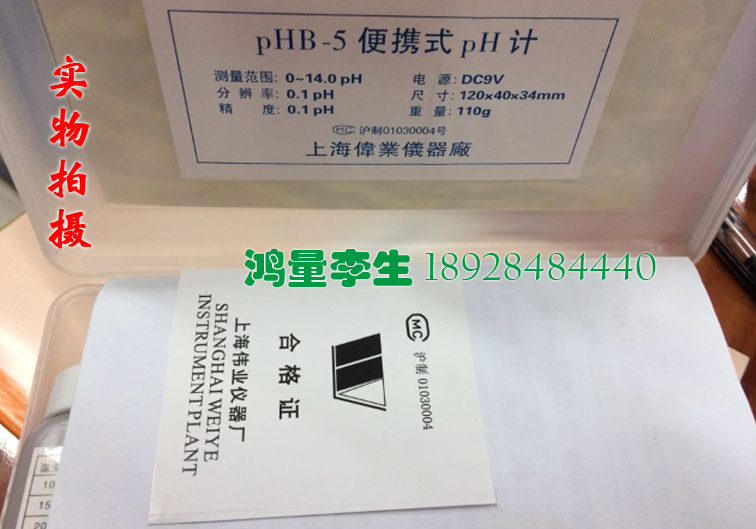 pHB-5 便携式 pH 计
测量范围: 0~14.0 pH
电 源: DC9V
分 辨 率: 0.1 pH
尺 寸: 120x40x34mm
精 度: 0.1 pH
重 量: 110g
MC 沪制01030004号
上海偉業儀器廠
实物拍摄
鸿量李生 18928484440
MC 沪制 01030004
合格证
上海伟业仪器厂
SHANGHAI WEIYE
INSTRUMENT PLANT
10
15
20